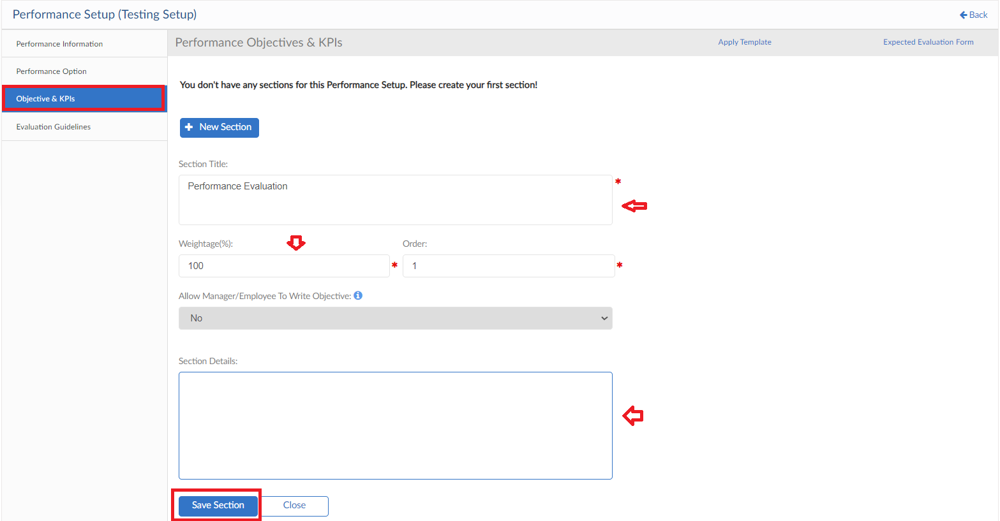 Performance Setup (Testing Setup)
Back
Performance Information
Performance Option
Objective & KPIs
Evaluation Guidelines
Performance Objectives & KPIs
Apply Template
Expected Evaluation Form
You don't have any sections for this Performance Setup. Please create your first section!
New Section
Section Title:
Performance Evaluation
*
Weightage(%):
Order:
100 *
1 *
Allow Manager/Employee To Write Objective:
No
Section Details:
Save Section
Close